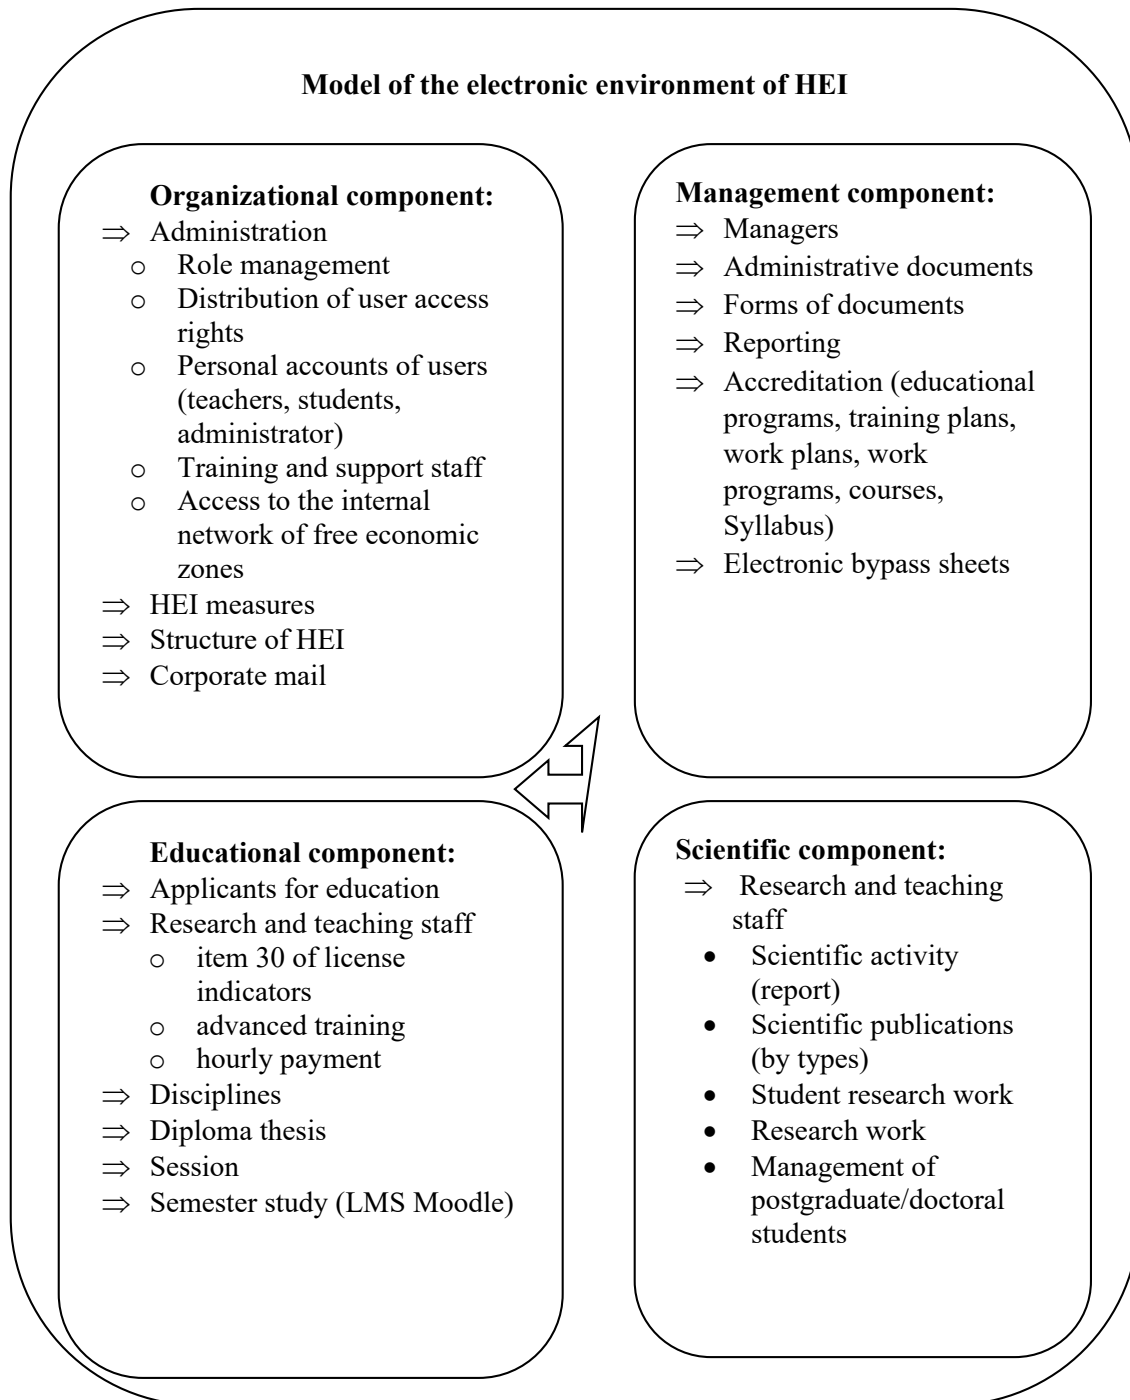 Model of the electronic environment of HEI
Organizational component:
⇒ Administration
o Role management
o Distribution of user access
rights
o Personal accounts of users
(teachers, students,
administrator)
o Training and support staff
o Access to the internal
network of free economic
zones
⇒ HEI measures
⇒ Structure of HEI
⇒ Corporate mail
Management component:
⇒ Managers
⇒ Administrative documents
⇒ Forms of documents
⇒ Reporting
⇒ Accreditation (educational
programs, training plans,
work plans, work
programs, courses,
Syllabus)
⇒ Electronic bypass sheets
Educational component:
⇒ Applicants for education
⇒ Research and teaching staff
o item 30 of license
indicators
o advanced training
o hourly payment
⇒ Disciplines
⇒ Diploma thesis
⇒ Session
⇒ Semester study (LMS Moodle)
Scientific component:
⇒ Research and teaching
staff
• Scientific activity
(report)
• Scientific publications
(by types)
• Student research work
• Research work
• Management of
postgraduate/doctoral
students